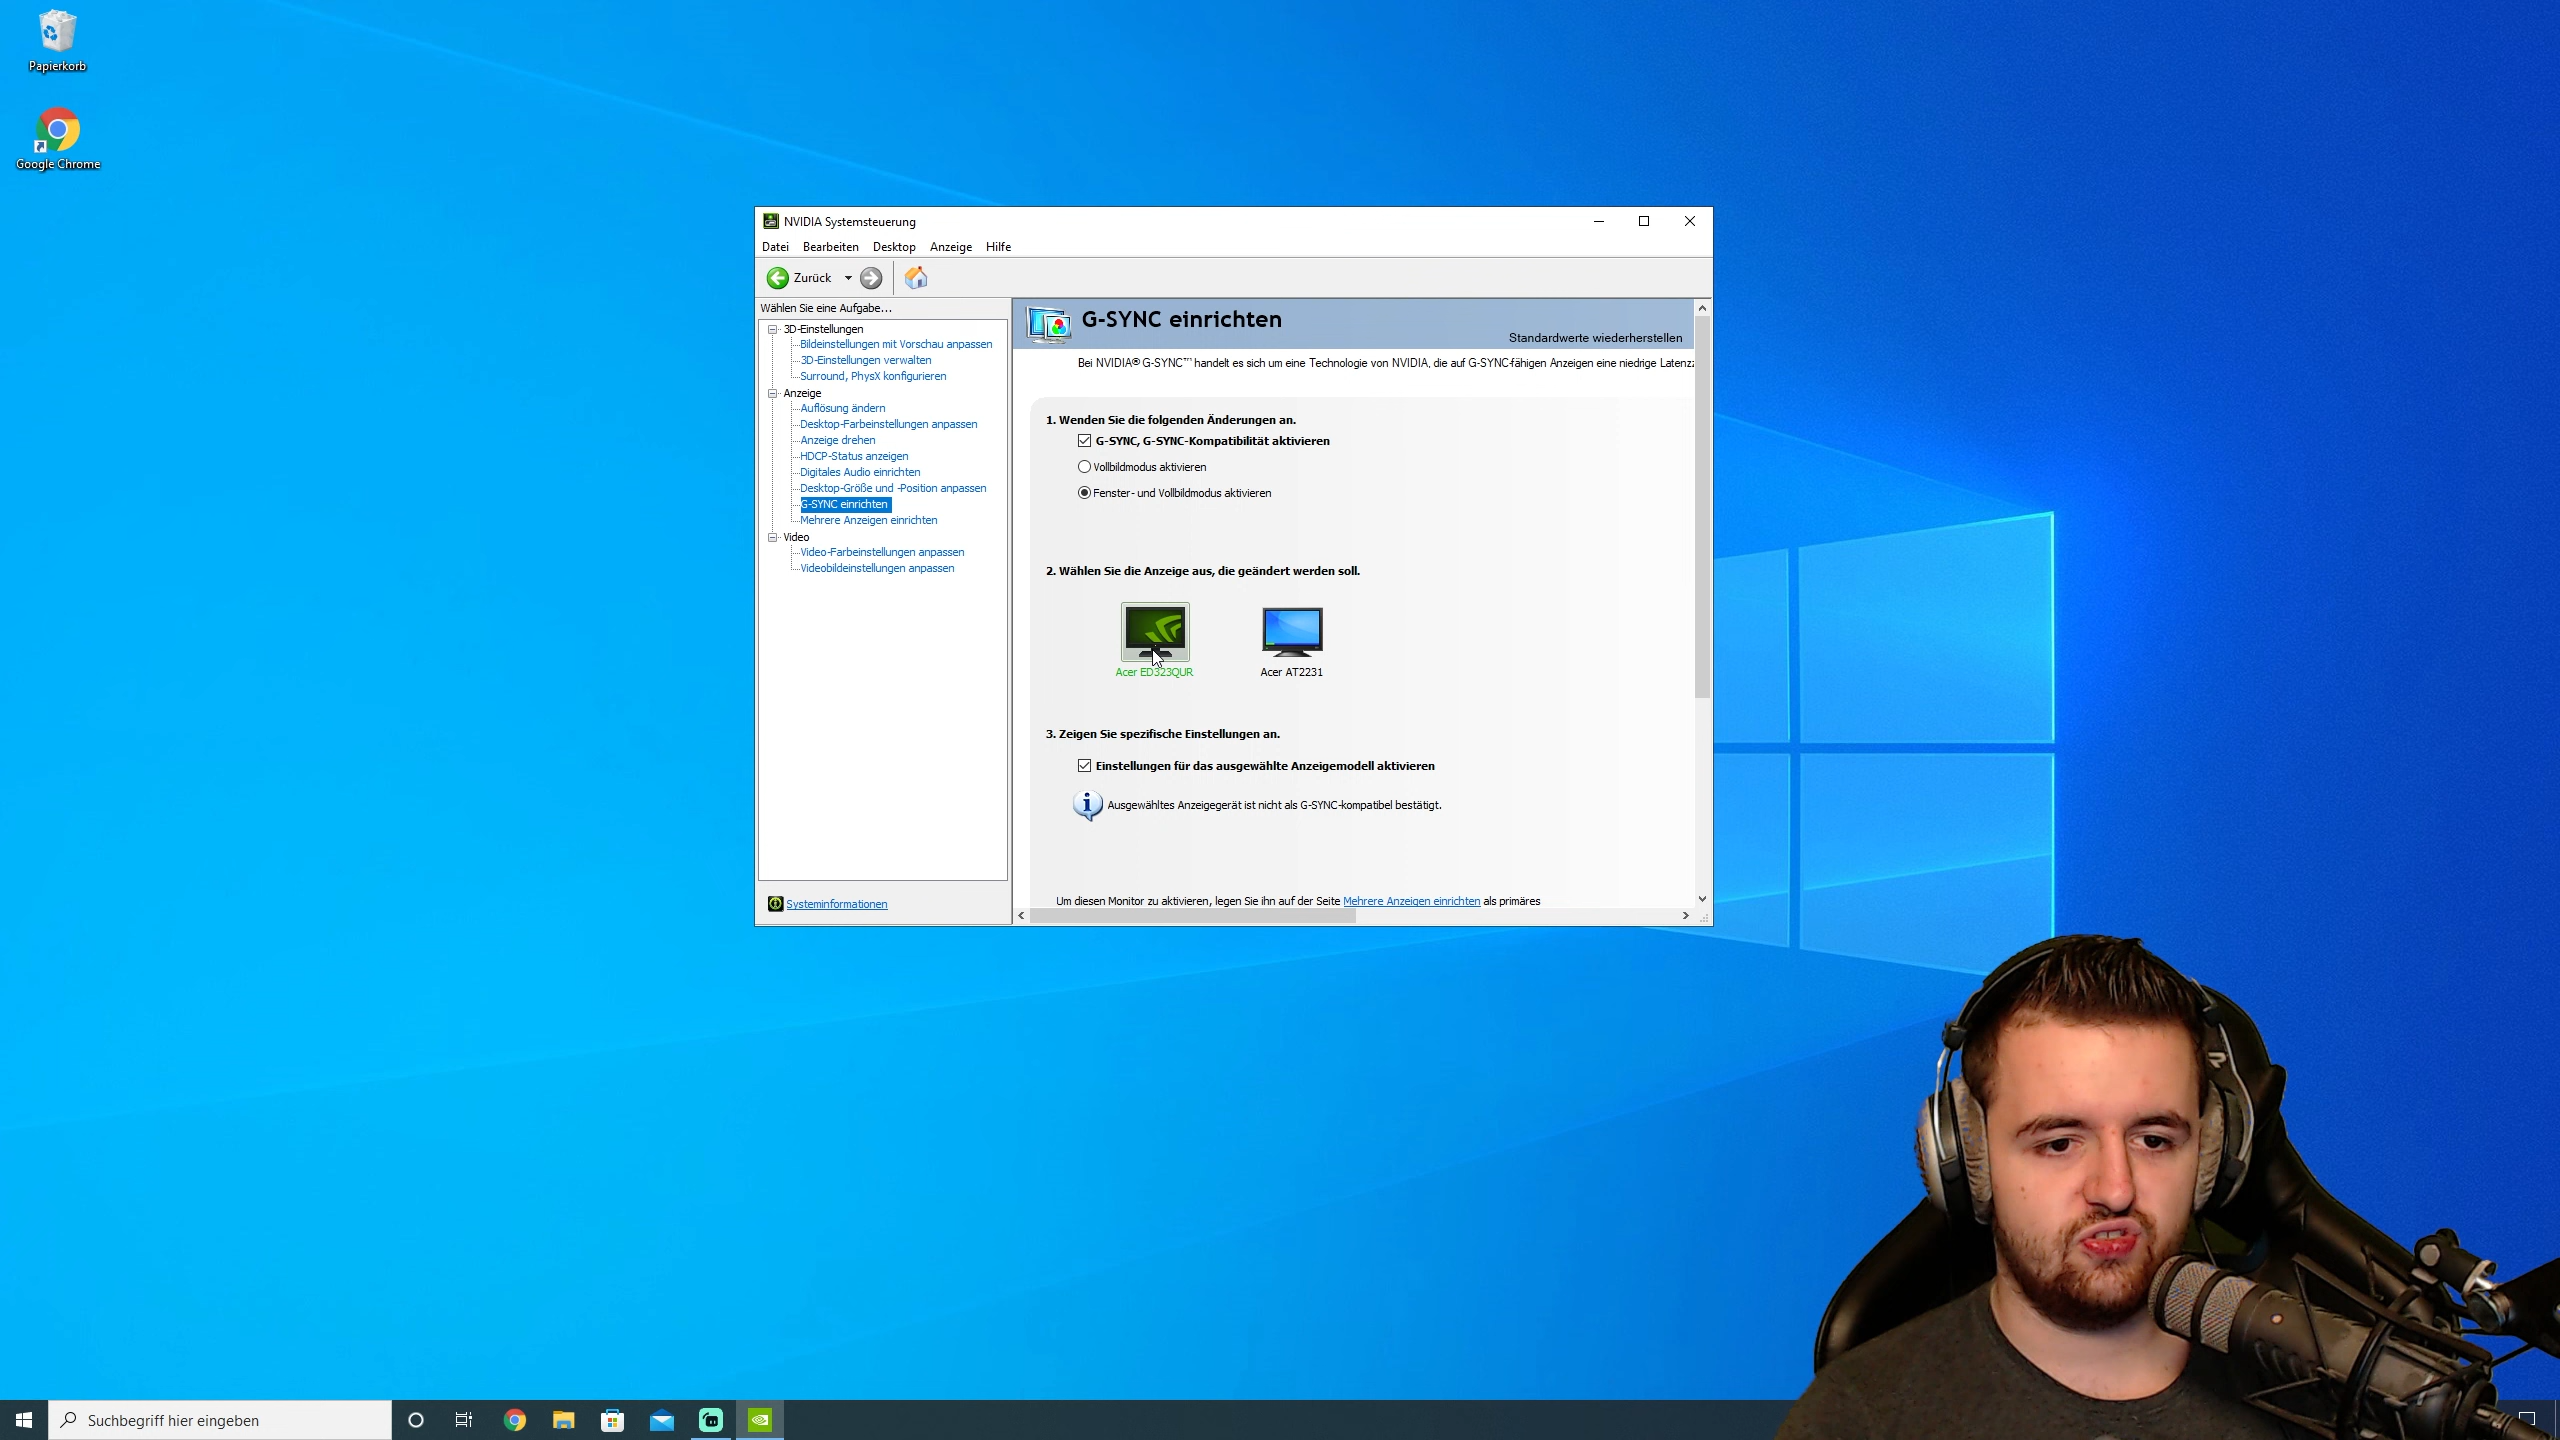 Papierkorb
Google Chrome
NVIDIA Systemsteuerung
Datei Bearbeiten Desktop Anzeige Hilfe
Zurück
Wählen Sie eine Aufgabe...
3D-Einstellungen
Bildeinstellungen mit Vorschau anpassen
3D-Einstellungen verwalten
Surround, PhysX konfigurieren
Anzeige
Auflösung ändern
Desktop-Farbeinstellungen anpassen
Anzeige drehen
HDCP-Status anzeigen
Digitales Audio einrichten
Desktop-Größe und -Position anpassen
G-SYNC einrichten
Mehrere Anzeigen einrichten
Video
Video-Farbeinstellungen anpassen
Videobildeinstellungen anpassen
Systeminformationen
G-SYNC einrichten
Standardwerte wiederherstellen
Bei NVIDIA® G-SYNC™ handelt es sich um eine Technologie von NVIDIA, die auf G-SYNC-fähigen Anzeigen eine niedrige Latenzz
1. Wenden Sie die folgenden Änderungen an.
G-SYNC, G-SYNC-Kompatibilität aktivieren
Vollbildmodus aktivieren
Fenster- und Vollbildmodus aktivieren
2. Wählen Sie die Anzeige aus, die geändert werden soll.
Acer ED323QUR
Acer AT2231
3. Zeigen Sie spezifische Einstellungen an.
Einstellungen für das ausgewählte Anzeigemodell aktivieren
Ausgewähltes Anzeigegerät ist nicht als G-SYNC-kompatibel bestätigt.
Um diesen Monitor zu aktivieren, legen Sie ihn auf der Seite Mehrere Anzeigen einrichten als primäres
Suchbegriff hier eingeben